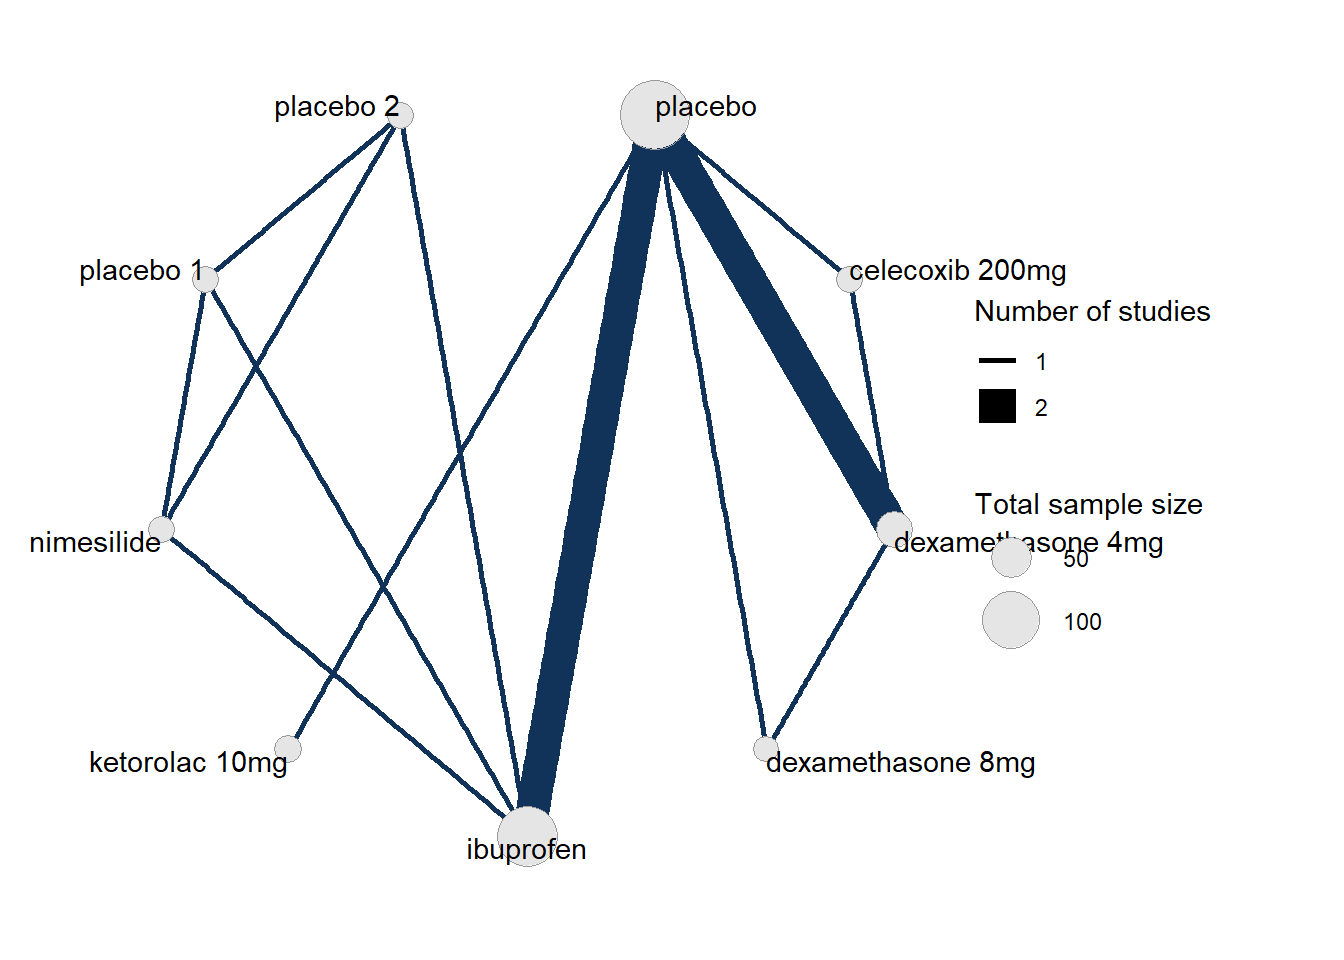 placebo 2
placebo
placebo 1
celecoxib 200mg
Number of studies
1
2
Total sample size
nimesilide
dexamethasone 4mg
50
100
ketorolac 10mg
dexamethasone 8mg
ibuprofen